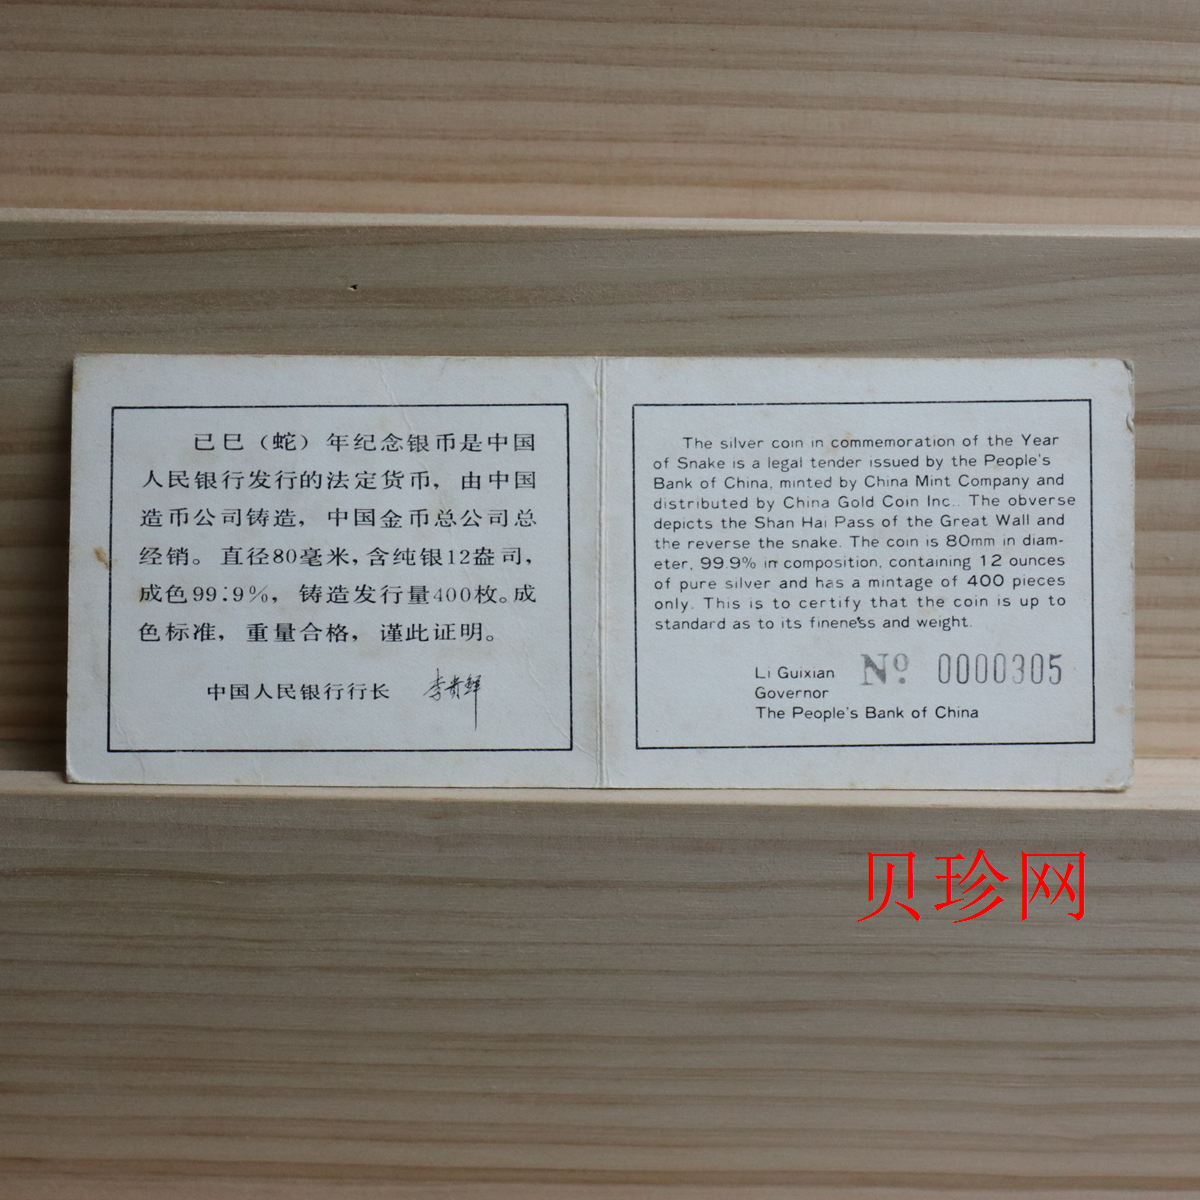 已巳（蛇）年纪念银币是中国
人民银行发行的法定货币，由中国
造币公司铸造，中国金币总公司总
经销。直径80毫米，含纯银12盎司，
成色99.9%，铸造发行量400枚。成
色标准，重量合格，谨此证明。
中国人民银行行长 李贵鲜
The silver coin in commemoration of the Year
of Snake is a legal tender issued by the People's
Bank of China, minted by China Mint Company and
distributed by China Gold Coin Inc.. The obverse
depicts the Shan Hai Pass of the Great Wall and
the reverse the snake. The coin is 80mm in diam-
eter, 99.9% in composition, containing 12 ounces
of pure silver and has a mintage of 400 pieces
only. This is to certify that the coin is up to
standard as to its fineness and weight.
Li Guixian Nº 0000305
Governor
The People's Bank of China
贝珍网